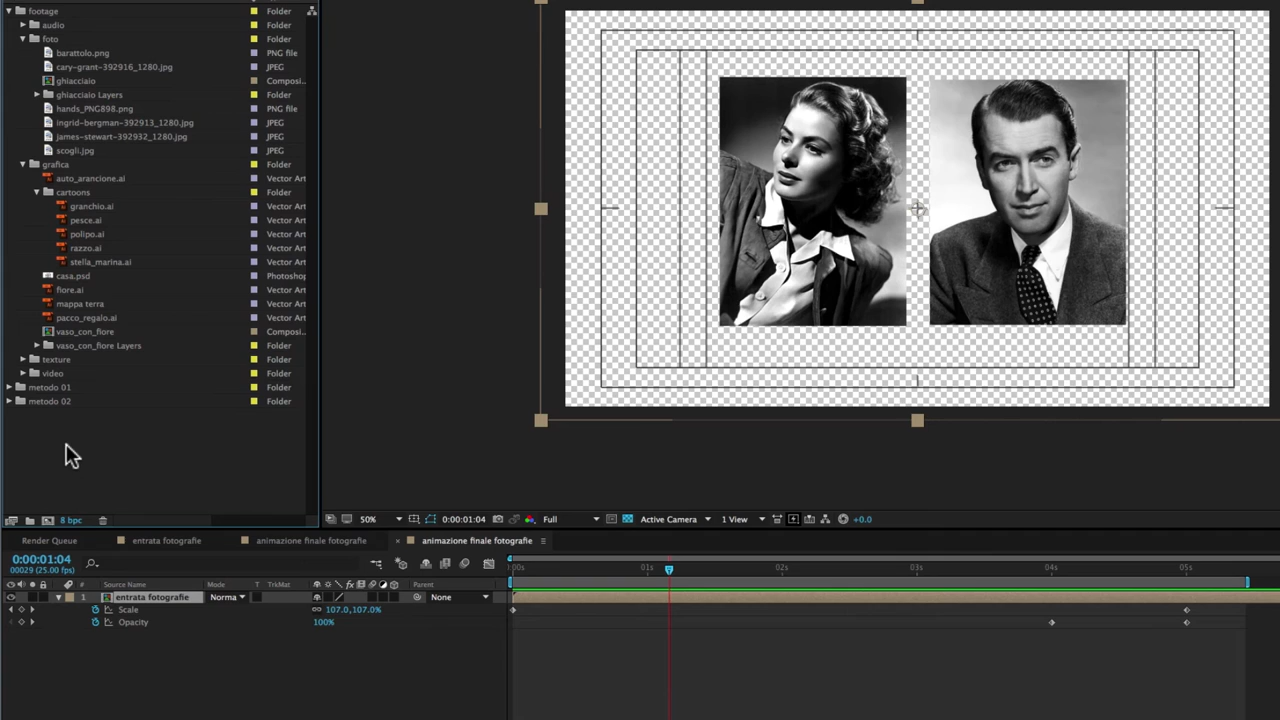 footage Folder
audio Folder
foto Folder
barattolo.png PNG file
cary-grant-392916_1280.jpg JPEG
ghiacciaio Composi...
ghiacciaio Layers Folder
hands_PNG898.png PNG file
ingrid-bergman-392913_1280.jpg JPEG
james-stewart-392932_1280.jpg JPEG
scogli.jpg JPEG
grafica Folder
auto_arancione.ai Vector Art
cartoons Folder
granchio.ai Vector Art
pesce.ai Vector Art
polipo.ai Vector Art
razzo.ai Vector Art
stella_marina.ai Vector Art
casa.psd Photoshop
fiore.ai Vector Art
mappa terra Vector Art
pacco_regalo.ai Vector Art
vaso_con_fiore Composi...
vaso_con_fiore Layers Folder
texture Folder
video Folder
metodo 01 Folder
metodo 02 Folder
8 bpc
50% 0:00:01:04 Full Active Camera 1 View +0.0
Render Queue entrata fotografie animazione finale fotografie × animazione finale fotografie
0:00:01:04
00029 (25.00 fps)
:00s 01s 02s 03s 04s 05s
# Source Name Mode T TrkMat fx Parent
1 entrata fotografie Norma None
Scale 107.0,107.0%
Opacity 100%